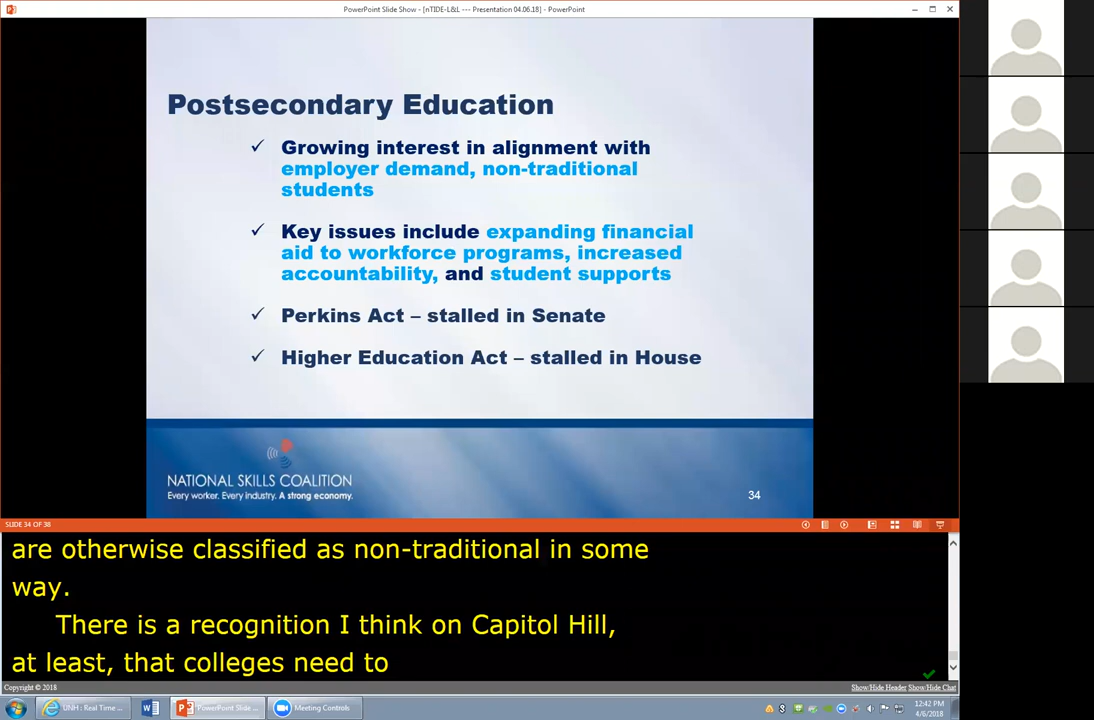 PowerPoint Slide Show - [nTIDE-L&L --- Presentation 04.06.18] - PowerPoint
Postsecondary Education
✓ Growing interest in alignment with
employer demand, non-traditional
students
✓ Key issues include expanding financial
aid to workforce programs, increased
accountability, and student supports
✓ Perkins Act – stalled in Senate
✓ Higher Education Act – stalled in House
NATIONAL SKILLS COALITION
Every worker. Every industry. A strong economy.
34
SLIDE 34 OF 38
are otherwise classified as non-traditional in some
way.
There is a recognition I think on Capitol Hill,
at least, that colleges need to
Copyright © 2018
Show/Hide Header Show/Hide Chat
UNH : Real Time ...
PowerPoint Slide ...
Meeting Controls
12:42 PM
4/6/2018